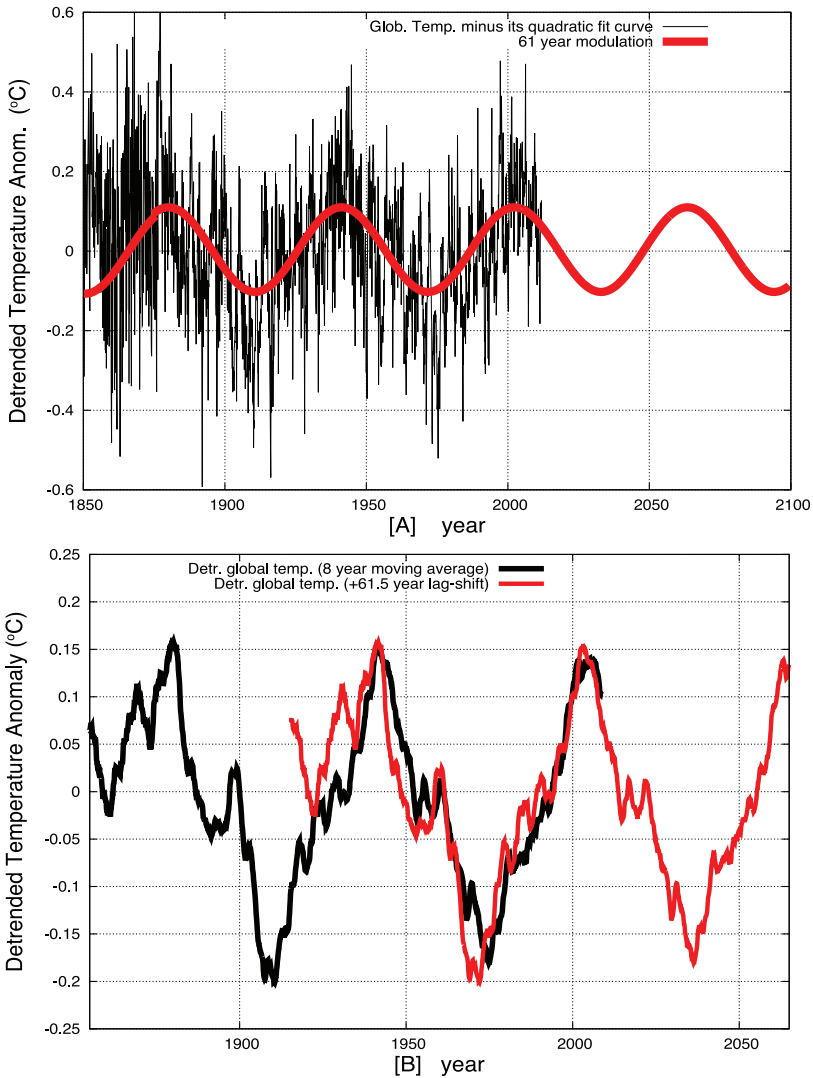 Glob. Temp. minus its quadratic fit curve
61 year modulation
Detrended Temperature Anom. (ºC)
0.6
0.4
0.2
0
-0.2
-0.4
-0.6
1850 1900 1950 2000 2050 2100
[A] year
Detr. global temp. (8 year moving average)
Detr. global temp. (+61.5 year lag-shift)
Detrended Temperature Anomaly (ºC)
0.25
0.2
0.15
0.1
0.05
0
-0.05
-0.1
-0.15
-0.2
-0.25
1900 1950 2000 2050
[B] year